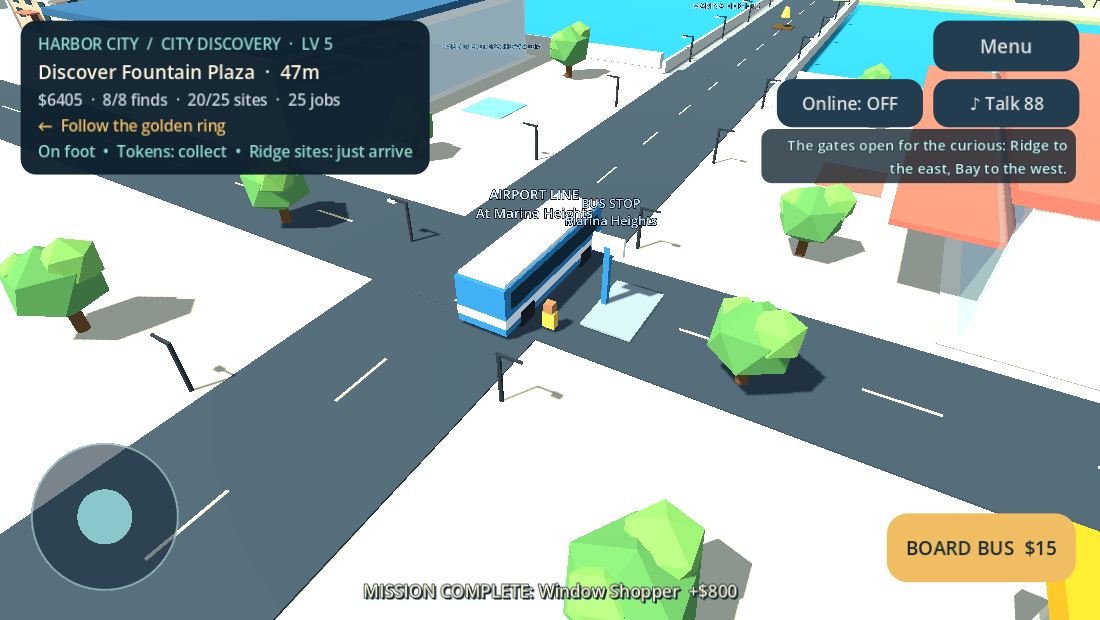 HARBOR CITY / CITY DISCOVERY · LV 5
Discover Fountain Plaza · 47m
$6405 · 8/8 finds · 20/25 sites · 25 jobs
← Follow the golden ring
On foot • Tokens: collect • Ridge sites: just arrive
Menu
Online: OFF
♪ Talk 88
The gates open for the curious: Ridge to
the east, Bay to the west.
AIRPORT LINE
At Marina Heights
BUS STOP
Marina Heights
BOARD BUS $15
MISSION COMPLETE: Window Shopper +$800